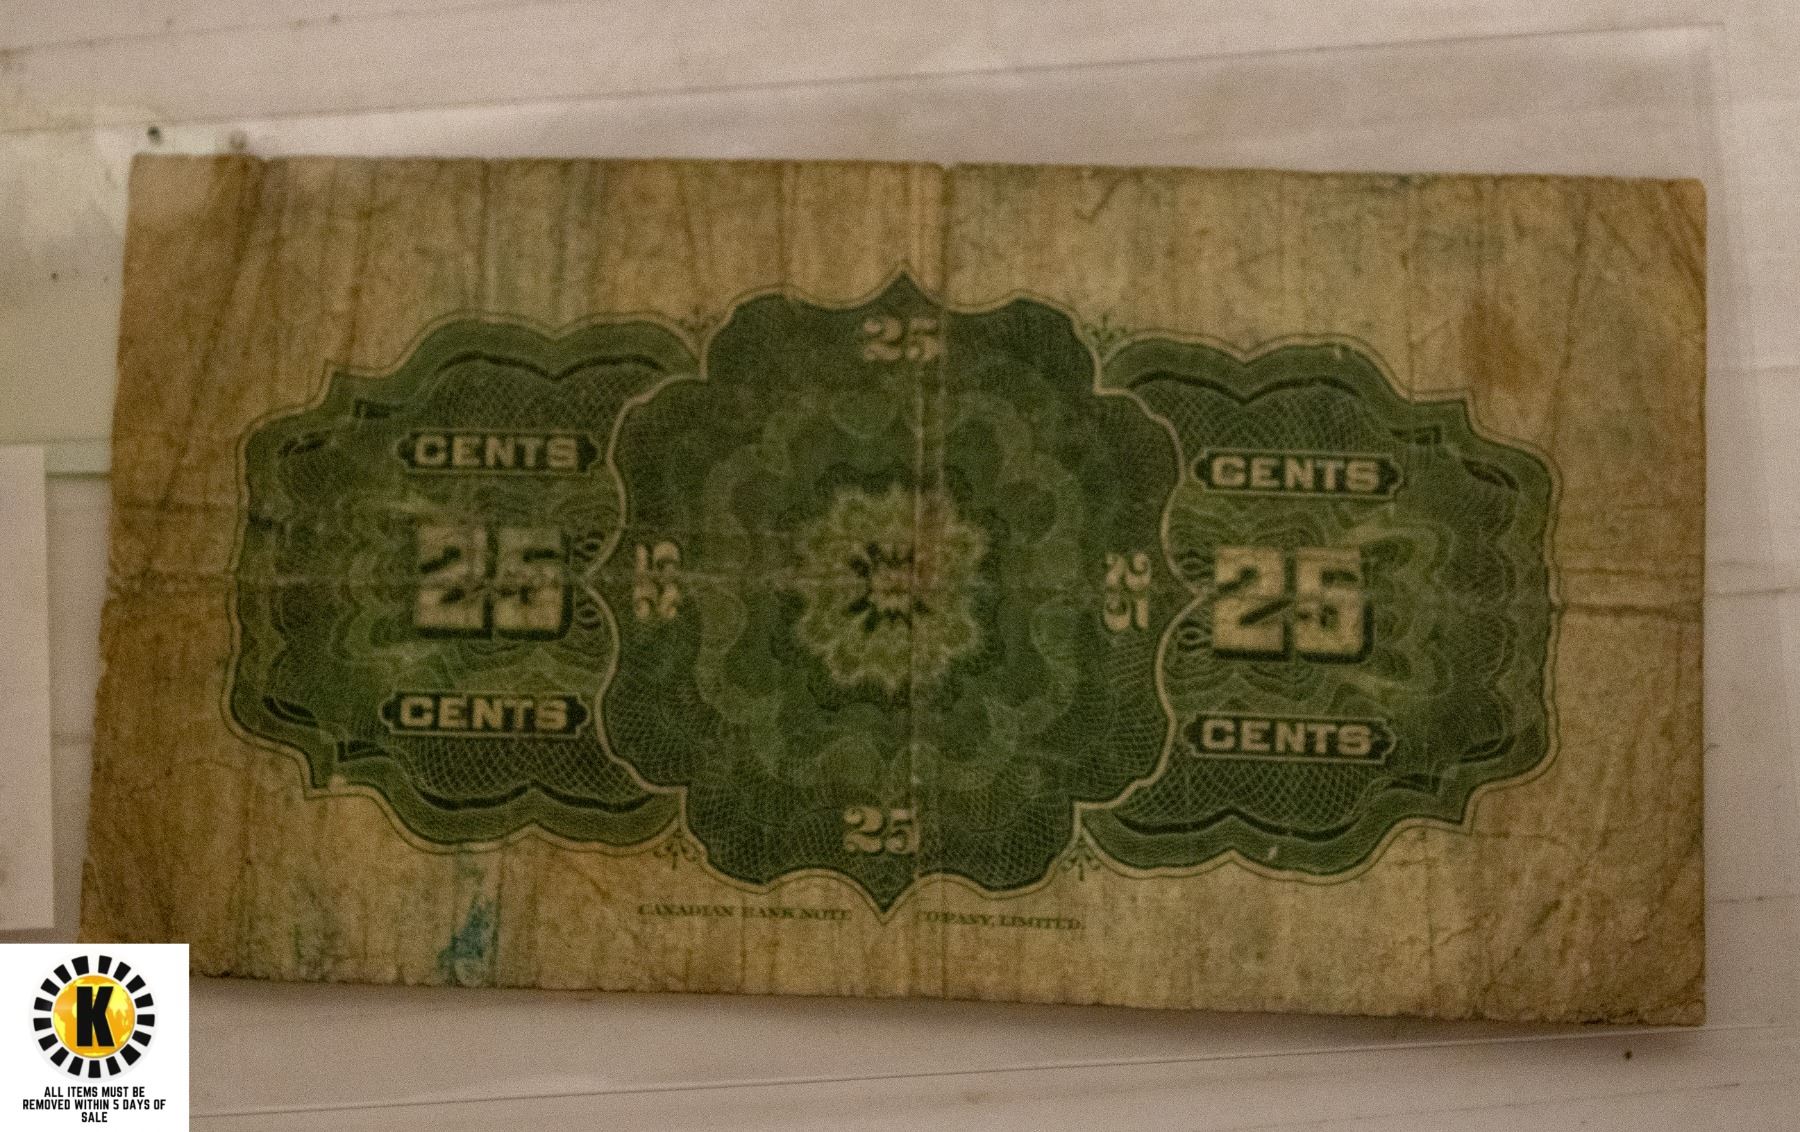 25
CENTS
CENTS
25
25
25
25
CENTS
CENTS
25
25
CANADIAN BANK NOTE COMPANY, LIMITED.
K
ALL ITEMS MUST BE
REMOVED WITHIN 5 DAYS OF
SALE